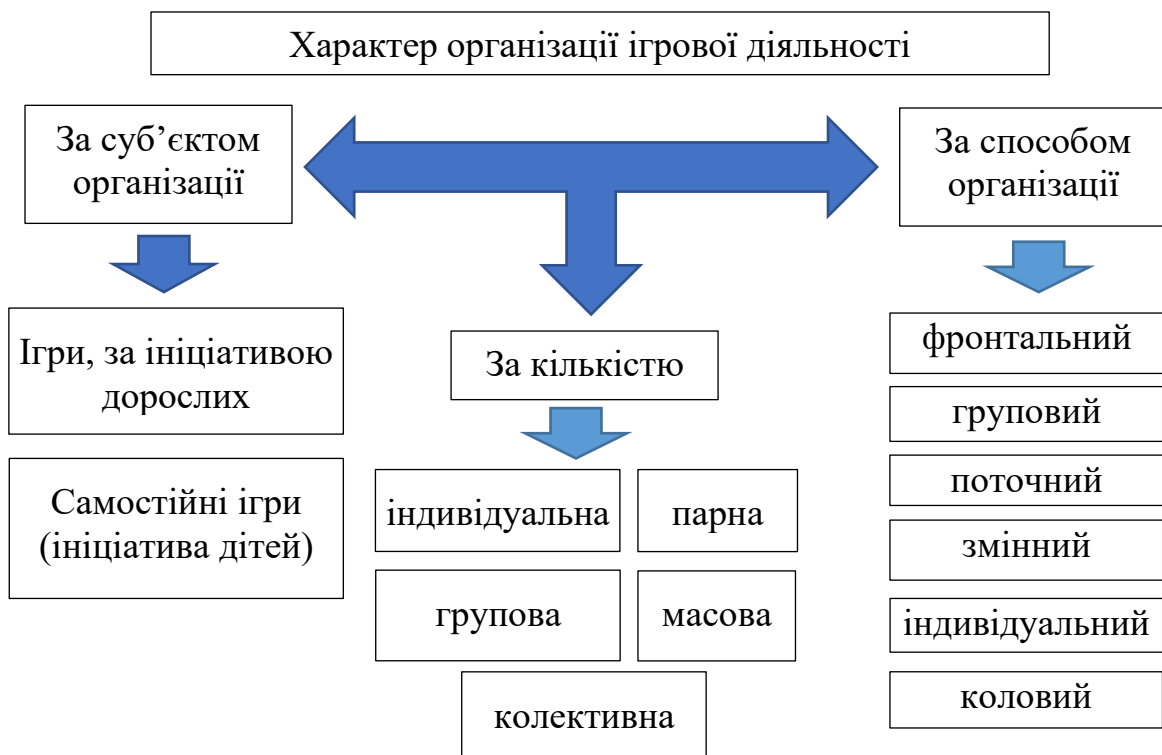 Характер організації ігрової діяльності
За суб’єктом
організації
Ігри, за ініціативою
дорослих
Самостійні ігри
(ініціатива дітей)
За кількістю
індивідуальна
парна
групова
масова
колективна
За способом
організації
фронтальний
груповий
поточний
змінний
індивідуальний
коловий